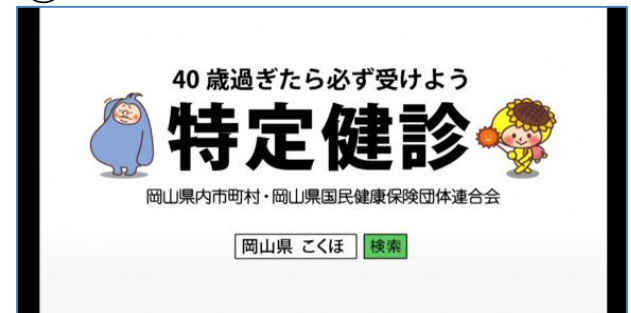 40歳過ぎたら必ず受けよう
特定健診
岡山県内市町村・岡山県国民健康保険団体連合会
岡山県 こくほ 検索